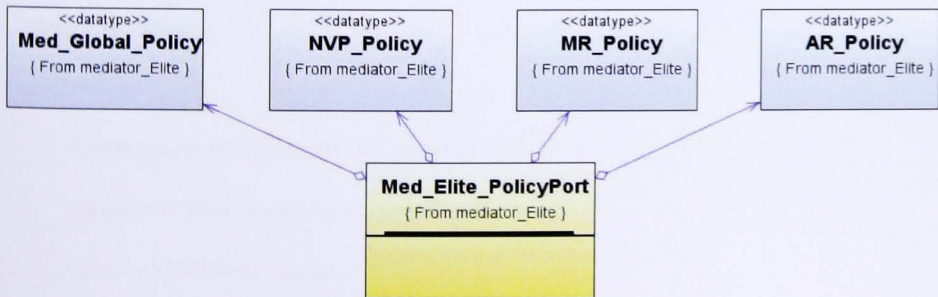 <<datatype>>
Med_Global_Policy
{ From mediator_Elite }
<<datatype>>
NVP_Policy
{ From mediator_Elite }
<<datatype>>
MR_Policy
{ From mediator_Elite }
<<datatype>>
AR_Policy
{ From mediator_Elite }
Med_Elite_PolicyPort
{ From mediator_Elite }